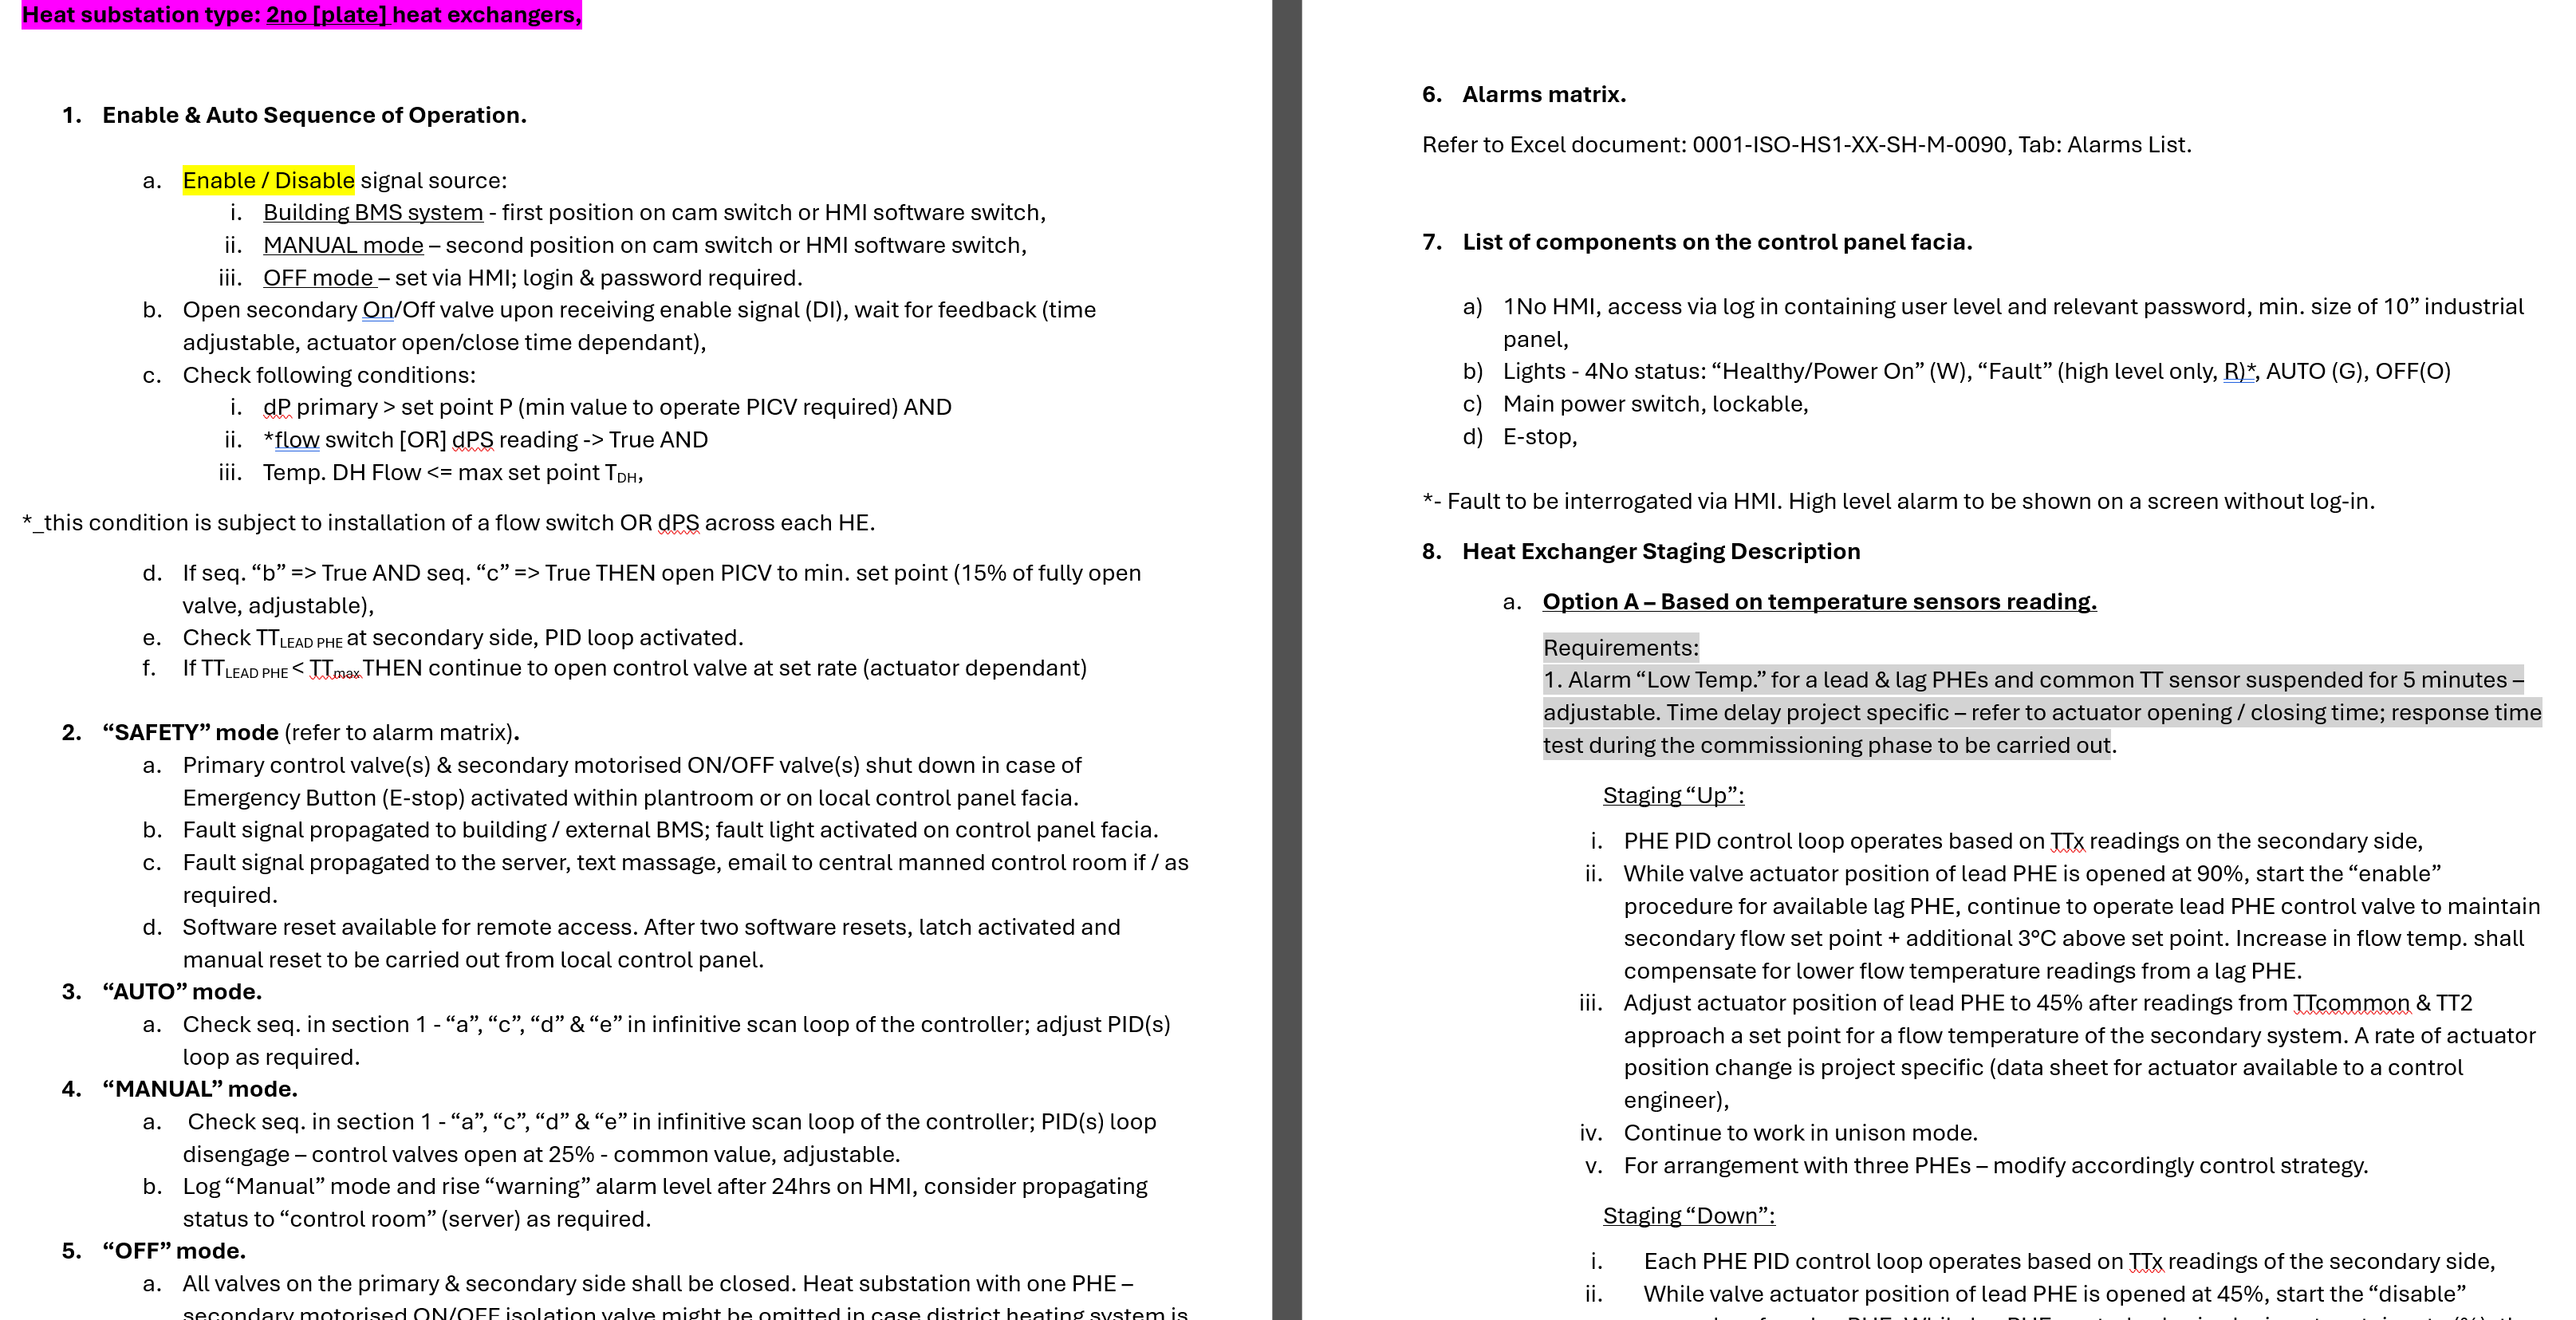 Heat substation type: 2no [plate] heat exchangers,
1. Enable & Auto Sequence of Operation.
a. Enable / Disable signal source:
i. Building BMS system - first position on cam switch or HMI software switch,
ii. MANUAL mode – second position on cam switch or HMI software switch,
iii. OFF mode – set via HMI; login & password required.
b. Open secondary On/Off valve upon receiving enable signal (DI), wait for feedback (time
adjustable, actuator open/close time dependant),
c. Check following conditions:
i. dP primary > set point P (min value to operate PICV required) AND
ii. *flow switch [OR] dPS reading -> True AND
iii. Temp. DH Flow <= max set point TDH,
*_this condition is subject to installation of a flow switch OR dPS across each HE.
d. If seq. “b” => True AND seq. “c” => True THEN open PICV to min. set point (15% of fully open
valve, adjustable),
e. Check TTLEAD PHE at secondary side, PID loop activated.
f. If TTLEAD PHE < TTmax THEN continue to open control valve at set rate (actuator dependant)
2. “SAFETY” mode (refer to alarm matrix).
a. Primary control valve(s) & secondary motorised ON/OFF valve(s) shut down in case of
Emergency Button (E-stop) activated within plantroom or on local control panel facia.
b. Fault signal propagated to building / external BMS; fault light activated on control panel facia.
c. Fault signal propagated to the server, text massage, email to central manned control room if / as
required.
d. Software reset available for remote access. After two software resets, latch activated and
manual reset to be carried out from local control panel.
3. “AUTO” mode.
a. Check seq. in section 1 - “a”, “c”, “d” & “e” in infinitive scan loop of the controller; adjust PID(s)
loop as required.
4. “MANUAL” mode.
a. Check seq. in section 1 - “a”, “c”, “d” & “e” in infinitive scan loop of the controller; PID(s) loop
disengage – control valves open at 25% - common value, adjustable.
b. Log “Manual” mode and rise “warning” alarm level after 24hrs on HMI, consider propagating
status to “control room” (server) as required.
5. “OFF” mode.
a. All valves on the primary & secondary side shall be closed. Heat substation with one PHE –
secondary motorised ON/OFF isolation valve might be omitted in case district heating system is
6. Alarms matrix.
Refer to Excel document: 0001-ISO-HS1-XX-SH-M-0090, Tab: Alarms List.
7. List of components on the control panel facia.
a) 1No HMI, access via log in containing user level and relevant password, min. size of 10” industrial
panel,
b) Lights - 4No status: “Healthy/Power On” (W), “Fault” (high level only, R)*, AUTO (G), OFF(O)
c) Main power switch, lockable,
d) E-stop,
*- Fault to be interrogated via HMI. High level alarm to be shown on a screen without log-in.
8. Heat Exchanger Staging Description
a. Option A – Based on temperature sensors reading.
Requirements:
1. Alarm “Low Temp.” for a lead & lag PHEs and common TT sensor suspended for 5 minutes –
adjustable. Time delay project specific – refer to actuator opening / closing time; response time
test during the commissioning phase to be carried out.
Staging “Up”:
i. PHE PID control loop operates based on TTx readings on the secondary side,
ii. While valve actuator position of lead PHE is opened at 90%, start the “enable”
procedure for available lag PHE, continue to operate lead PHE control valve to maintain
secondary flow set point + additional 3°C above set point. Increase in flow temp. shall
compensate for lower flow temperature readings from a lag PHE.
iii. Adjust actuator position of lead PHE to 45% after readings from TTcommon & TT2
approach a set point for a flow temperature of the secondary system. A rate of actuator
position change is project specific (data sheet for actuator available to a control
engineer),
iv. Continue to work in unison mode.
v. For arrangement with three PHEs – modify accordingly control strategy.
Staging “Down”:
i. Each PHE PID control loop operates based on TTx readings of the secondary side,
ii. While valve actuator position of lead PHE is opened at 45%, start the “disable”